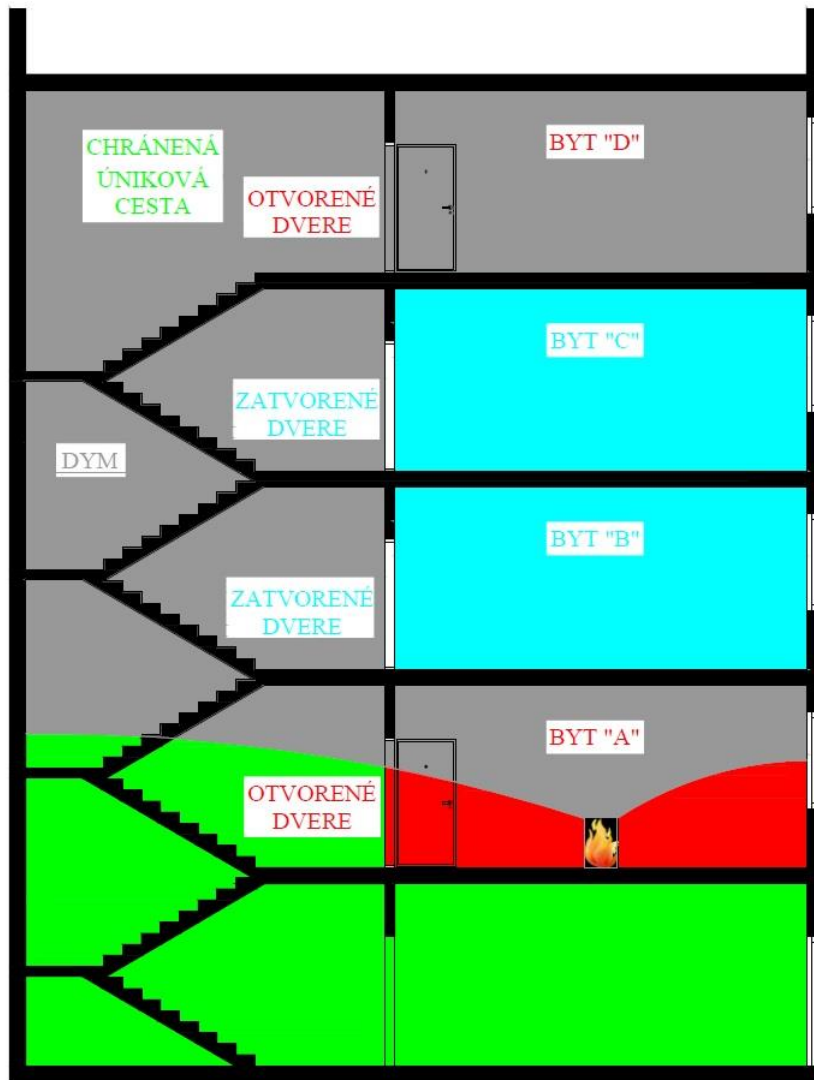 CHRÁNENÁ
ÚNIKOVÁ
CESTA
OTVORENÉ
DVERE
BYT "D"
ZATVORENÉ
DVERE
BYT "C"
DYM
ZATVORENÉ
DVERE
BYT "B"
OTVORENÉ
DVERE
BYT "A"